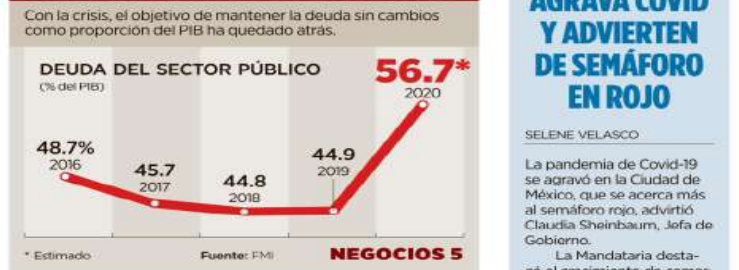 Con la crisis, el objetivo de mantener la deuda sin cambios
como proporción del PIB ha quedado atrás.
DEUDA DEL SECTOR PÚBLICO
(% del PIB)
48.7%
2016
45.7
2017
44.8
2018
44.9
2019
56.7*
2020
* Estimado
Fuente: FMI
NEGOCIOS 5
AGRAVA COVID
Y ADVIERTEN
DE SEMÁFORO
EN ROJO
SELENE VELASCO
La pandemia de Covid-19
se agravó en la Ciudad de
México, que se acerca más
al semáforo rojo, advirtió
Claudia Sheinbaum, Jefa de
Gobierno.
La Mandataria desta-